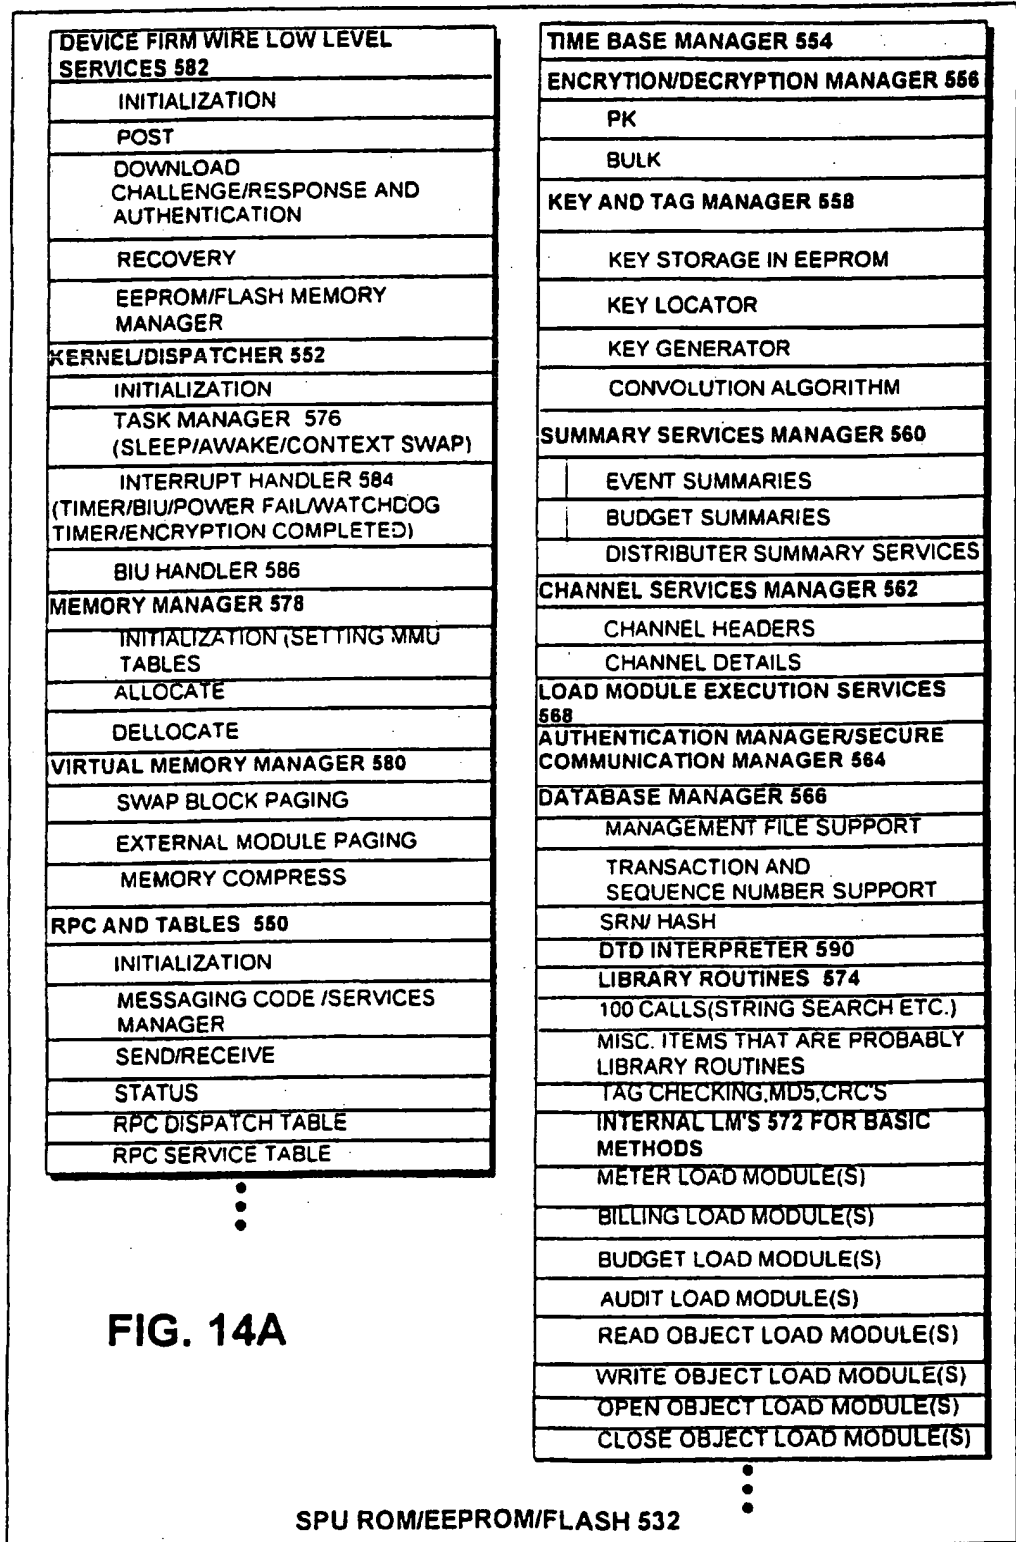 DEVICE FIRM WIRE LOW LEVEL
SERVICES 582
INITIALIZATION
POST
DOWNLOAD
CHALLENGE/RESPONSE AND
AUTHENTICATION
RECOVERY
EEPROM/FLASH MEMORY
MANAGER
KERNEL/DISPATCHER 552
INITIALIZATION
TASK MANAGER 576
(SLEEP/AWAKE/CONTEXT SWAP)
INTERRUPT HANDLER 584
(TIMER/BIU/POWER FAIL/WATCHDOG
TIMER/ENCRYPTION COMPLETED)
BIU HANDLER 586
MEMORY MANAGER 578
INITIALIZATION (SETTING MMU
TABLES
ALLOCATE
DELLOCATE
VIRTUAL MEMORY MANAGER 580
SWAP BLOCK PAGING
EXTERNAL MODULE PAGING
MEMORY COMPRESS
RPC AND TABLES 550
INITIALIZATION
MESSAGING CODE /SERVICES
MANAGER
SEND/RECEIVE
STATUS
RPC DISPATCH TABLE
RPC SERVICE TABLE
TIME BASE MANAGER 554
ENCRYTION/DECRYPTION MANAGER 556
PK
BULK
KEY AND TAG MANAGER 558
KEY STORAGE IN EEPROM
KEY LOCATOR
KEY GENERATOR
CONVOLUTION ALGORITHM
SUMMARY SERVICES MANAGER 560
EVENT SUMMARIES
BUDGET SUMMARIES
DISTRIBUTER SUMMARY SERVICES
CHANNEL SERVICES MANAGER 562
CHANNEL HEADERS
CHANNEL DETAILS
LOAD MODULE EXECUTION SERVICES
568
AUTHENTICATION MANAGER/SECURE
COMMUNICATION MANAGER 564
DATABASE MANAGER 566
MANAGEMENT FILE SUPPORT
TRANSACTION AND
SEQUENCE NUMBER SUPPORT
SRN/ HASH
DTD INTERPRETER 590
LIBRARY ROUTINES 574
100 CALLS(STRING SEARCH ETC.)
MISC. ITEMS THAT ARE PROBABLY
LIBRARY ROUTINES
TAG CHECKING,MD5,CRC'S
INTERNAL LM'S 572 FOR BASIC
METHODS
METER LOAD MODULE(S)
BILLING LOAD MODULE(S)
BUDGET LOAD MODULE(S)
AUDIT LOAD MODULE(S)
READ OBJECT LOAD MODULE(S)
WRITE OBJECT LOAD MODULE(S)
OPEN OBJECT LOAD MODULE(S)
CLOSE OBJECT LOAD MODULE(S)
FIG. 14A
SPU ROM/EEPROM/FLASH 532